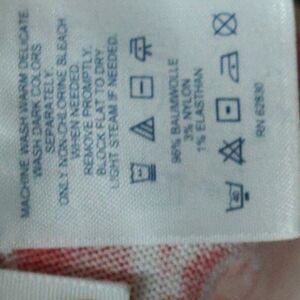 MACHINE WASH WARM DELICATE.
WASH DARK COLORS
SEPARATELY.
ONLY NON-CHLORINE BLEACH
WHEN NEEDED.
REMOVE PROMPTLY.
BLOCK FLAT TO DRY.
LIGHT STEAM IF NEEDED.
96% BAUMWOLLE
3% NYLON
1% ELASTHAN
RN 62830